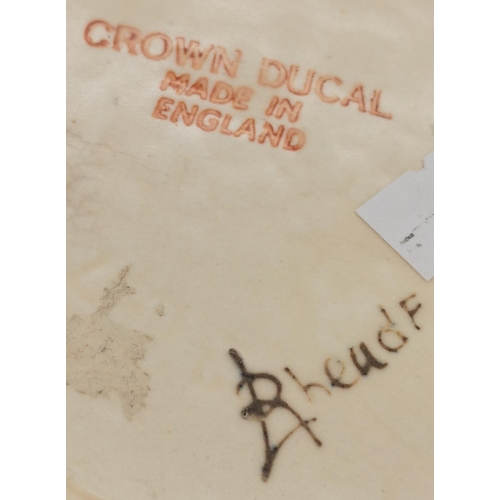 CROWN DUCAL
MADE IN
ENGLAND
Rhead